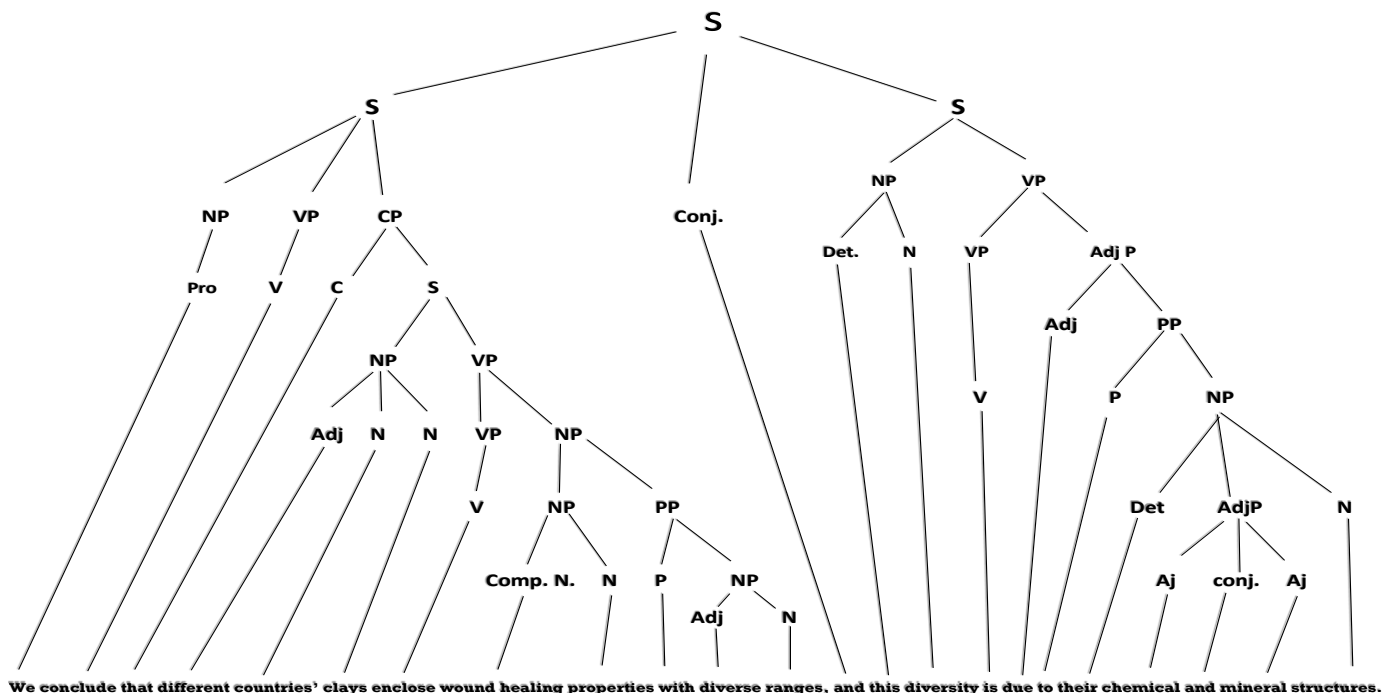 S
S S
NP VP
NP VP CP Conj.
Det. N VP Adj P
Pro V C S
Adj PP
NP VP
V P NP
Adj N N VP NP
V NP PP Det AdjP N
Comp. N. N P NP Aj conj. Aj
Adj N
We conclude that different countries' clays enclose wound healing properties with diverse ranges, and this diversity is due to their chemical and mineral structures.